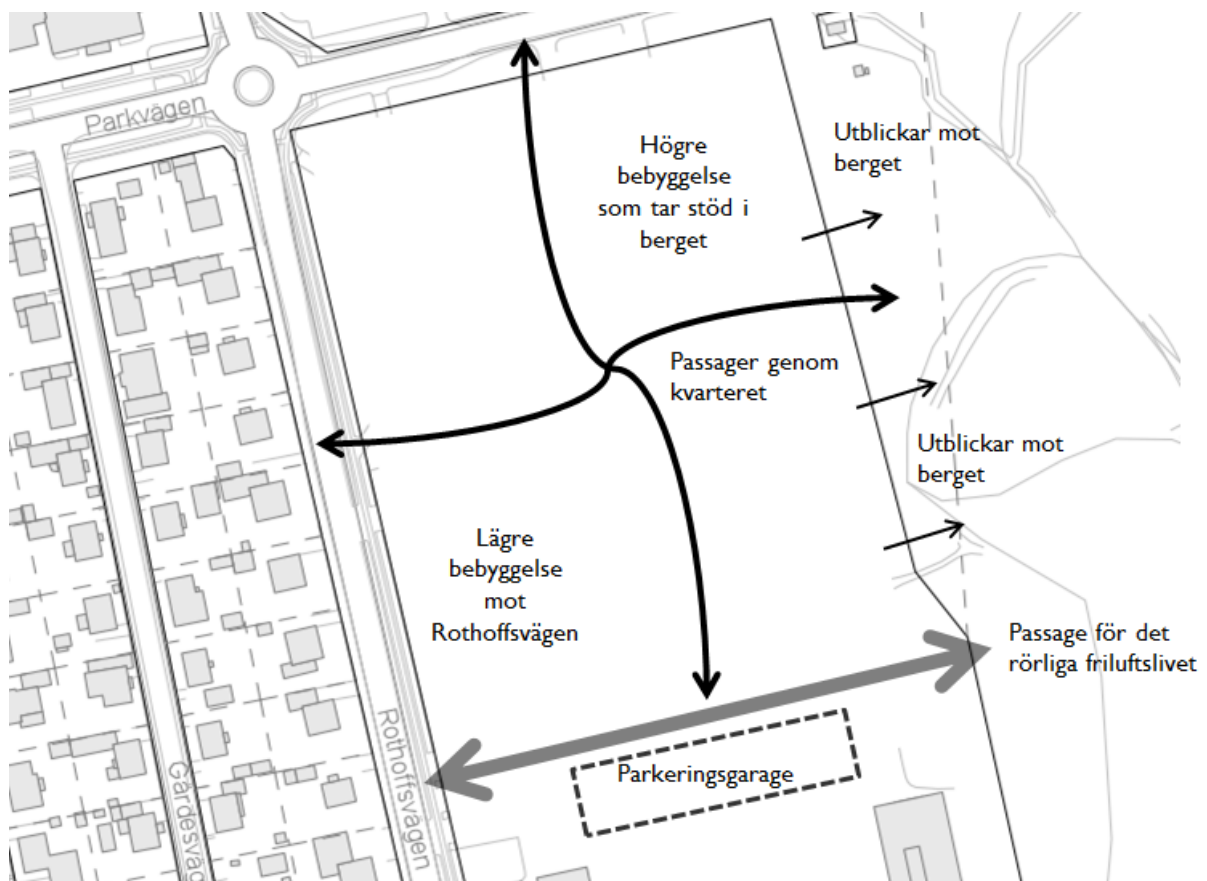 Parkvägen
Högre
bebyggelse
som tar stöd i
berget
Utblickar mot
berget
Passager genom
kvarteret
Utblickar mot
berget
Lägre
bebyggelse
mot
Rothoffsvägen
Passage för det
rörliga friluftslivet
Parkeringsgarage
Rothoffsvägen
Gärdesväg